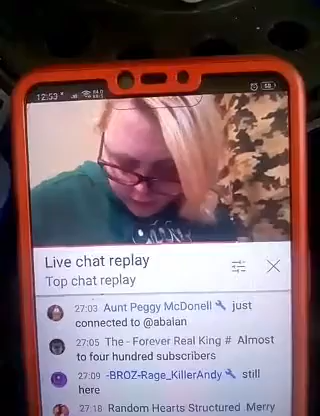 12:53
Live chat replay
Top chat replay
27:03 Aunt Peggy McDonell just
connected to @abalan
27:05 The - Forever Real King # Almost
to four hundred subscribers
27:09 -BROZ-Rage_KillerAndy still
here
27:18 Random Hearts Structured Merry